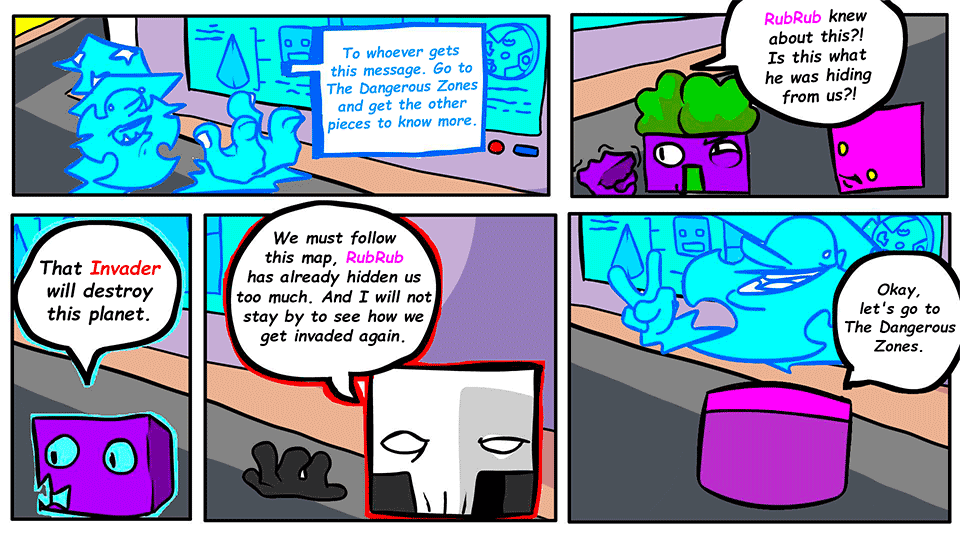 To whoever gets
this message. Go to
The Dangerous Zones
and get the other
pieces to know more.
RubRub knew
about this?!
Is this what
he was hiding
from us?!
That Invader
will destroy
this planet.
We must follow
this map, RubRub
has already hidden us
too much. And I will not
stay by to see how we
get invaded again.
Okay,
let's go to
The Dangerous
Zones.